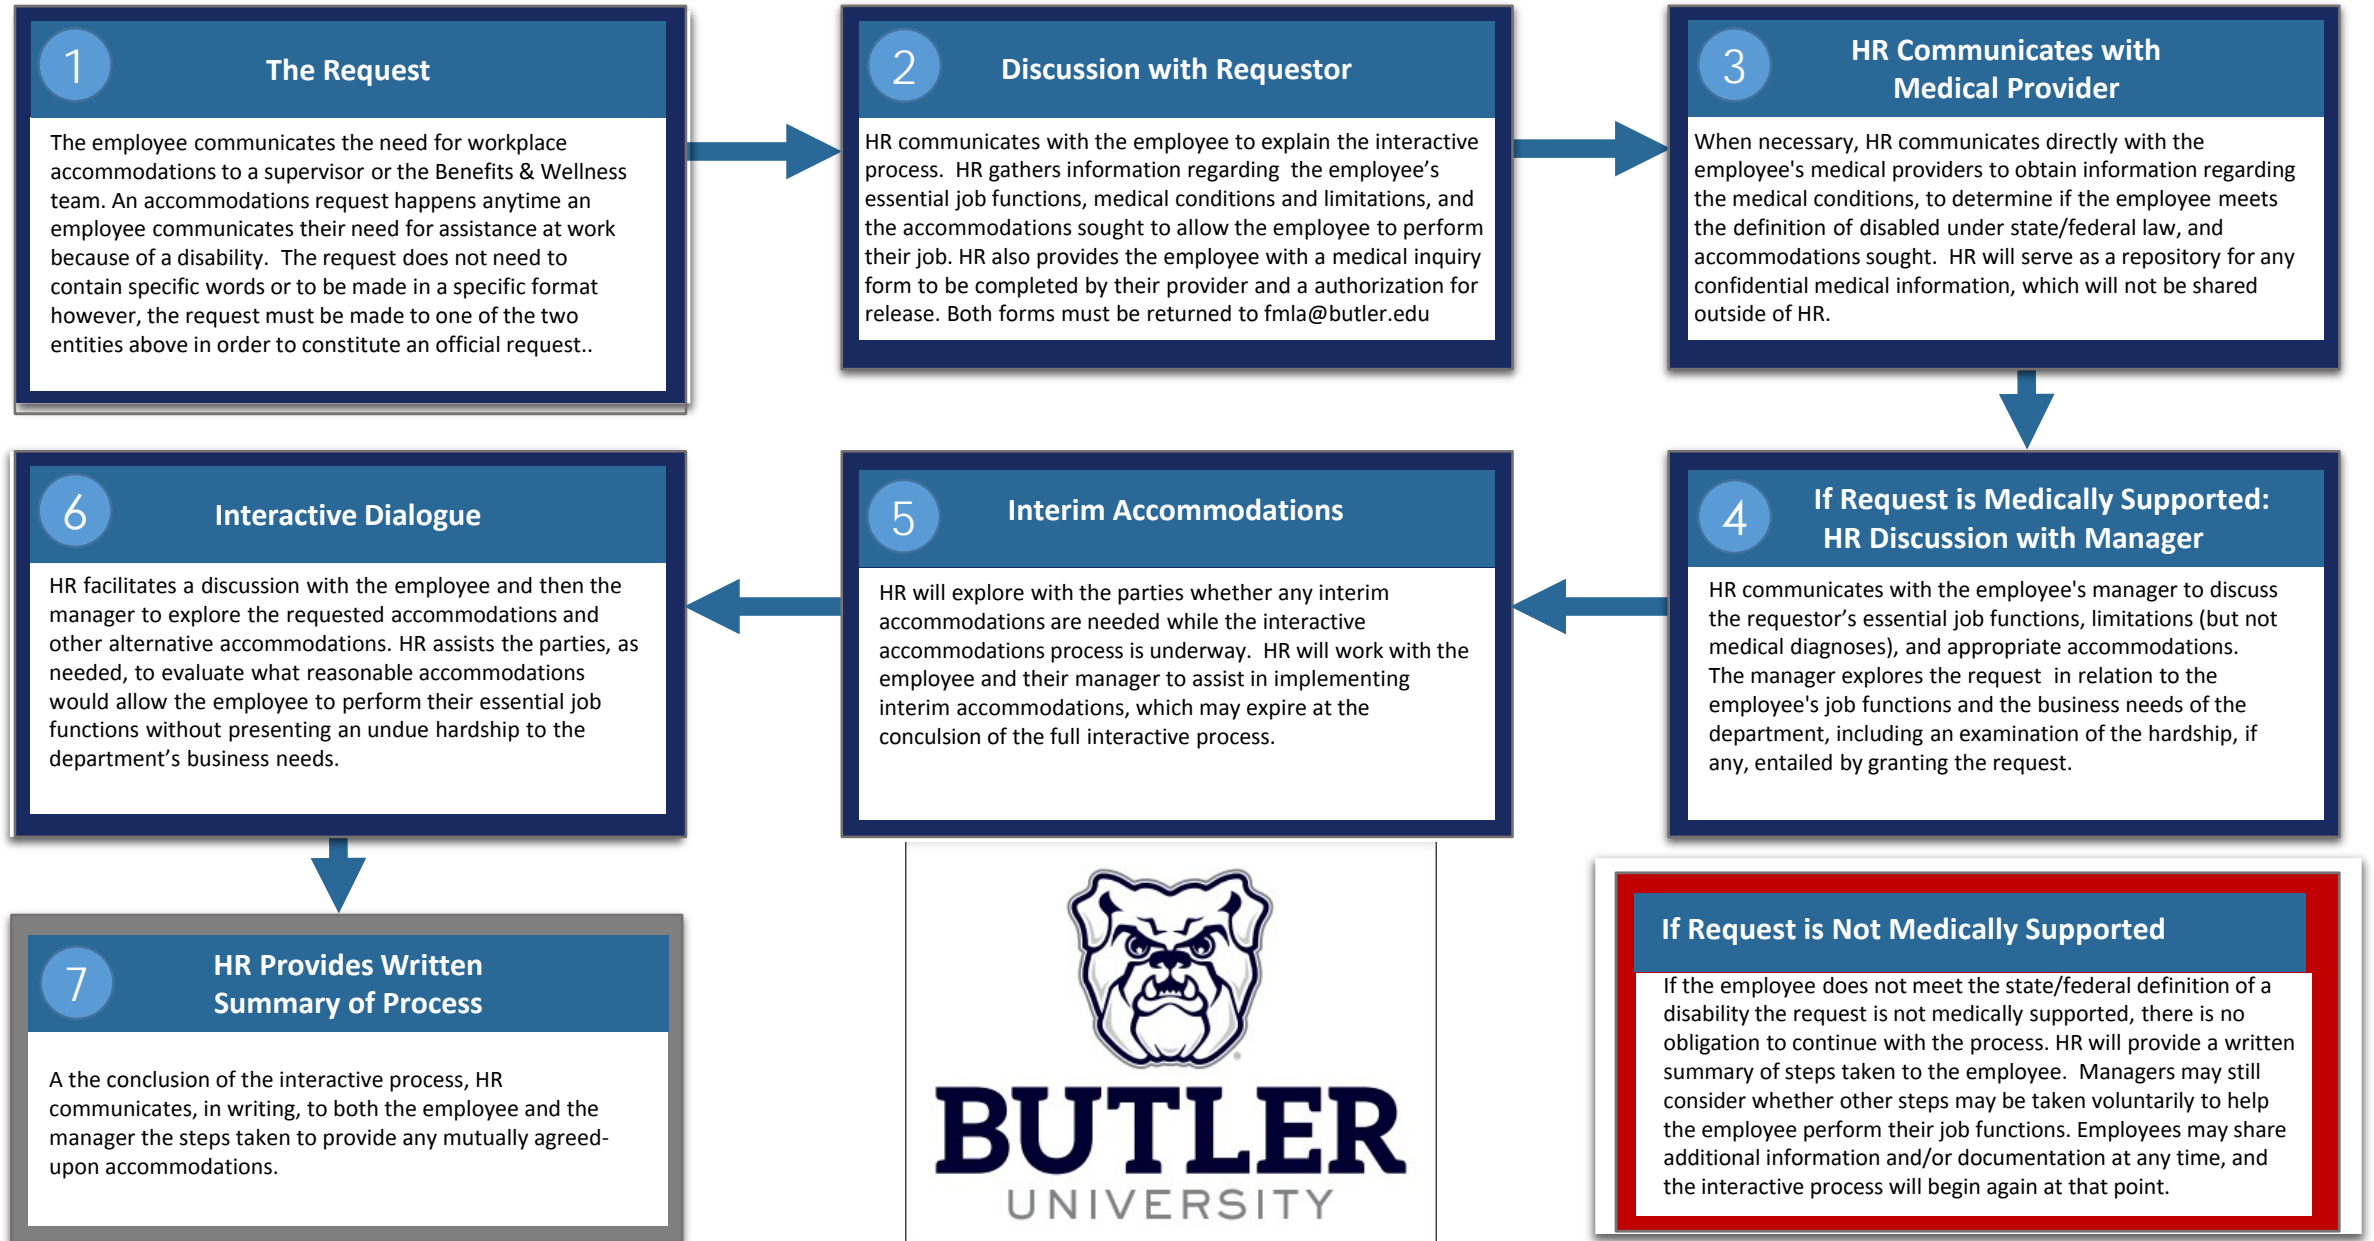 1
The Request
The employee communicates the need for workplace
accommodations to a supervisor or the Benefits & Wellness
team. An accommodations request happens anytime an
employee communicates their need for assistance at work
because of a disability.  The request does not need to
contain specific words or to be made in a specific format
however, the request must be made to one of the two
entities above in order to constitute an official request..
2
Discussion with Requestor
HR communicates with the employee to explain the interactive
process.  HR gathers information regarding  the employee's
essential job functions, medical conditions and limitations, and
the accommodations sought to allow the employee to perform
their job. HR also provides the employee with a medical inquiry
form to be completed by their provider and a authorization for
release. Both forms must be returned to fmla@butler.edu
3
HR Communicates with
Medical Provider
When necessary, HR communicates directly with the
employee's medical providers to obtain information regarding
the medical conditions, to determine if the employee meets
the definition of disabled under state/federal law, and
accommodations sought.  HR will serve as a repository for any
confidential medical information, which will not be shared
outside of HR.
4
If Request is Medically Supported:
HR Discussion with Manager
HR communicates with the employee's manager to discuss
the requestor's essential job functions, limitations (but not
medical diagnoses), and appropriate accommodations.
The manager explores the request  in relation to the
employee's job functions and the business needs of the
department, including an examination of the hardship, if
any, entailed by granting the request.
5
Interim Accommodations
HR will explore with the parties whether any interim
accommodations are needed while the interactive
accommodations process is underway.  HR will work with the
employee and their manager to assist in implementing
interim accommodations, which may expire at the
conculsion of the full interactive process.
6
Interactive Dialogue
HR facilitates a discussion with the employee and then the
manager to explore the requested accommodations and
other alternative accommodations. HR assists the parties, as
needed, to evaluate what reasonable accommodations
would allow the employee to perform their essential job
functions without presenting an undue hardship to the
department's business needs.
7
HR Provides Written
Summary of Process
A the conclusion of the interactive process, HR
communicates, in writing, to both the employee and the
manager the steps taken to provide any mutually agreed-
upon accommodations.
BUTLER
UNIVERSITY
If Request is Not Medically Supported
If the employee does not meet the state/federal definition of a
disability the request is not medically supported, there is no
obligation to continue with the process. HR will provide a written
summary of steps taken to the employee.  Managers may still
consider whether other steps may be taken voluntarily to help
the employee perform their job functions. Employees may share
additional information and/or documentation at any time, and
the interactive process will begin again at that point.